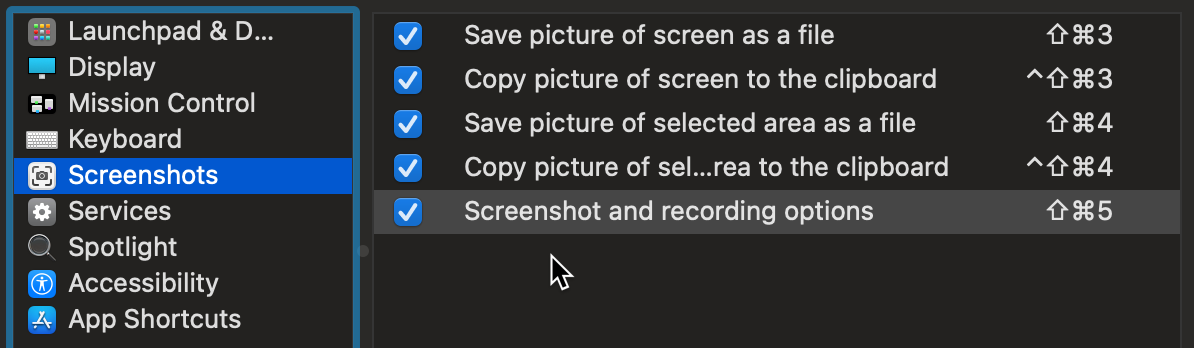 Launchpad & D...
Display
Mission Control
Keyboard
Screenshots
Services
Spotlight
Accessibility
App Shortcuts
Save picture of screen as a file ⇧⌘3
Copy picture of screen to the clipboard ^⇧⌘3
Save picture of selected area as a file ⇧⌘4
Copy picture of sel...rea to the clipboard ^⇧⌘4
Screenshot and recording options ⇧⌘5